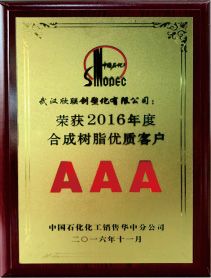 中国石化
SINOPEC
武汉欣联创塑化有限公司：
荣获2016年度
合成树脂优质客户
AAA
中国石化化工销售华中分公司
二〇一六年十一月